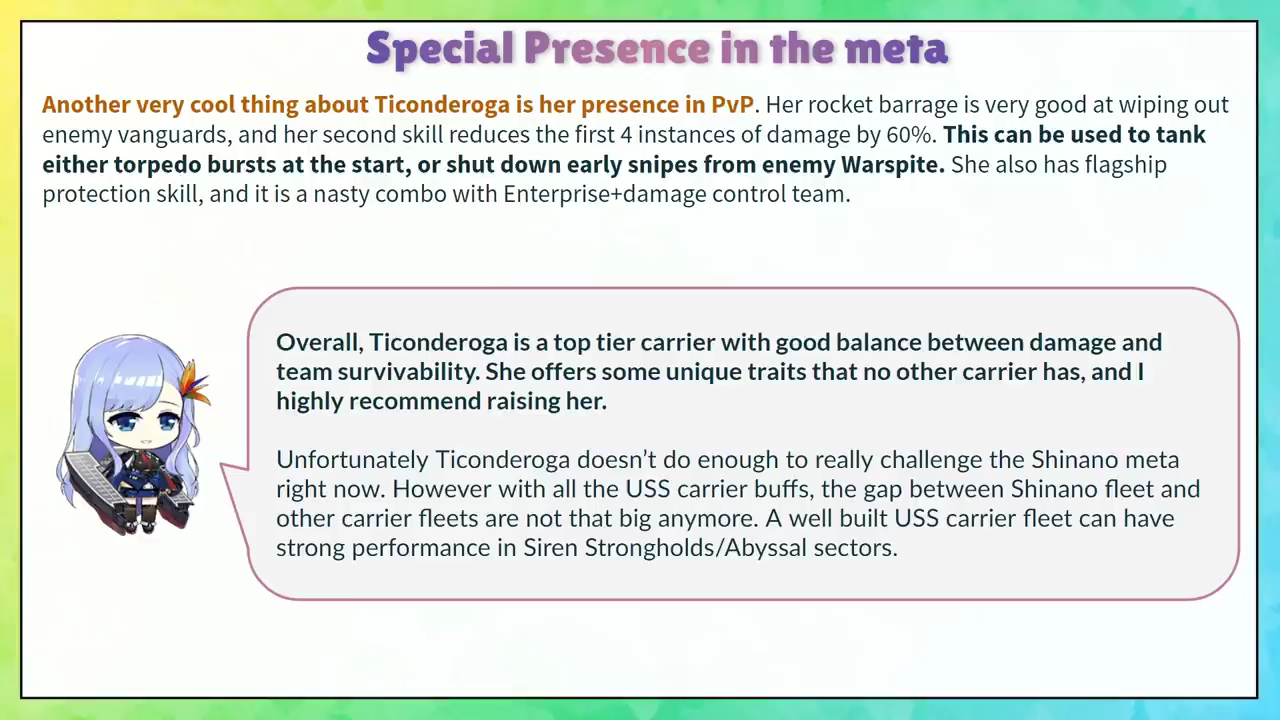 Special Presence in the meta
Another very cool thing about Ticonderoga is her presence in PvP. Her rocket barrage is very good at wiping out
enemy vanguards, and her second skill reduces the first 4 instances of damage by 60%. This can be used to tank
either torpedo bursts at the start, or shut down early snipes from enemy Warspite. She also has flagship
protection skill, and it is a nasty combo with Enterprise+damage control team.
Overall, Ticonderoga is a top tier carrier with good balance between damage and
team survivability. She offers some unique traits that no other carrier has, and I
highly recommend raising her.
Unfortunately Ticonderoga doesn't do enough to really challenge the Shinano meta
right now. However with all the USS carrier buffs, the gap between Shinano fleet and
other carrier fleets are not that big anymore. A well built USS carrier fleet can have
strong performance in Siren Strongholds/Abyssal sectors.